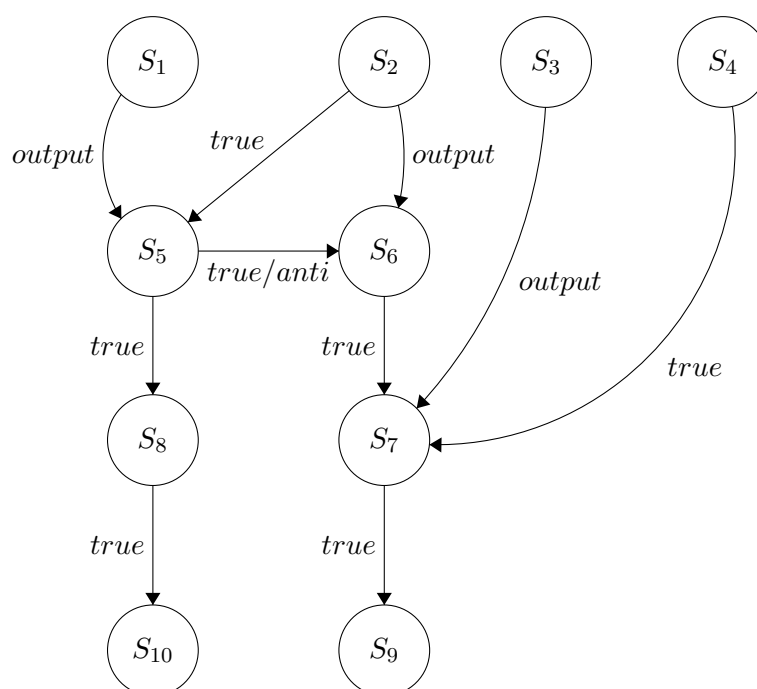 S1 S2 S3 S4
output true output
S5 S6
true/anti
output
true true
true
S8 S7
true true
S10 S9